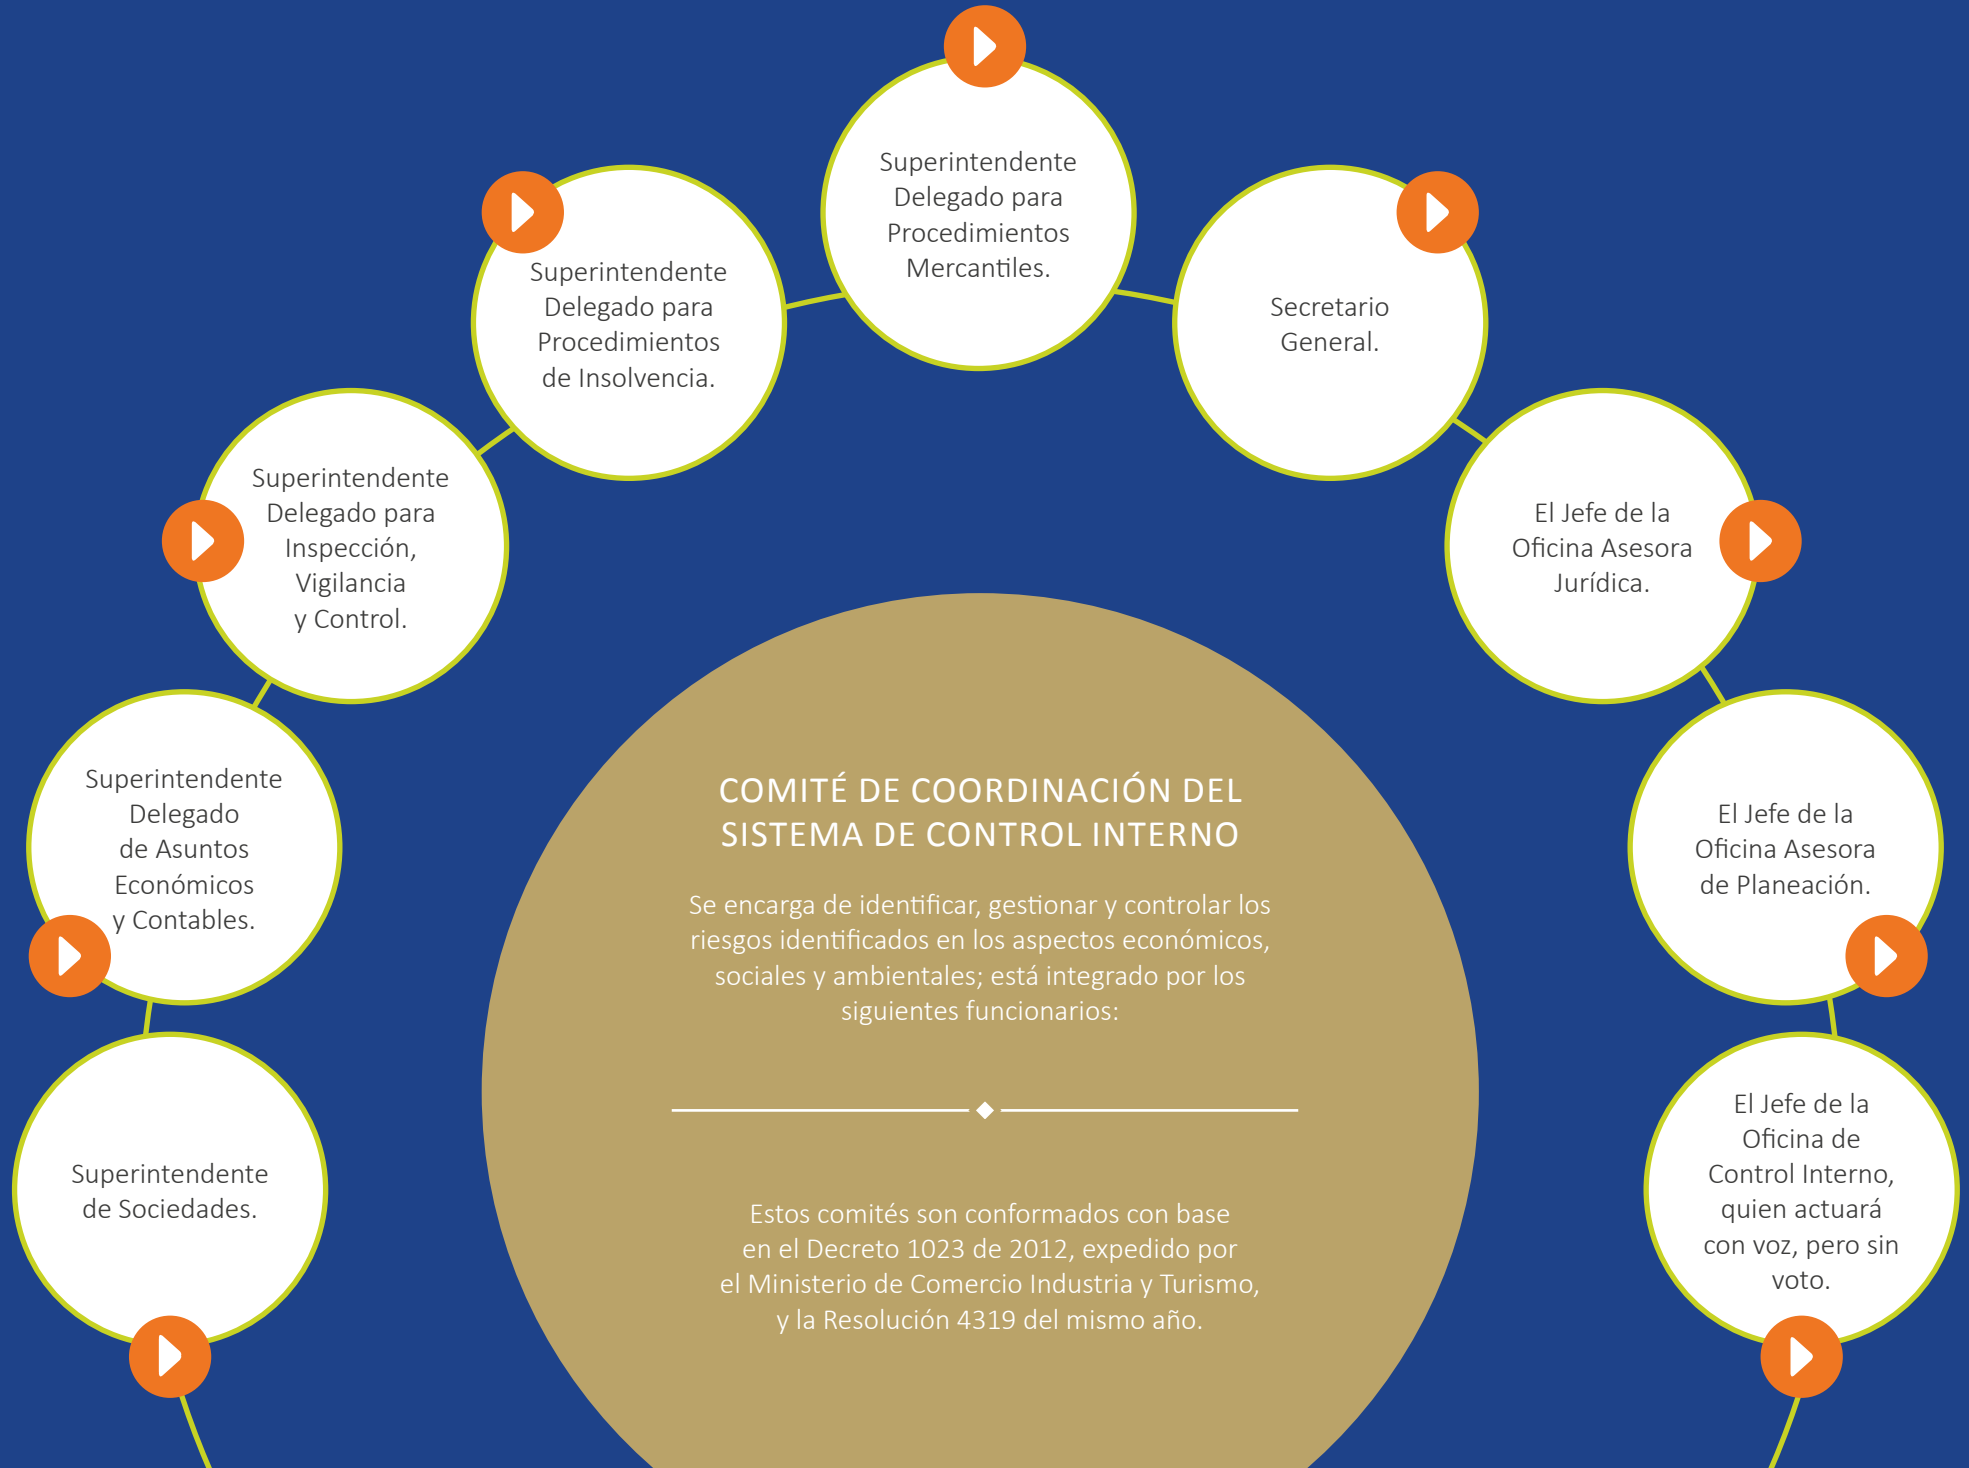 Superintendente
Delegado para
Procedimientos
Mercantiles.
Superintendente
Delegado para
Procedimientos
de Insolvencia.
Secretario
General.
Superintendente
Delegado para
Inspección,
Vigilancia
y Control.
El Jefe de la
Oficina Asesora
Jurídica.
Superintendente
Delegado
de Asuntos
Económicos
y Contables.
El Jefe de la
Oficina Asesora
de Planeación.
COMITÉ DE COORDINACIÓN DEL
SISTEMA DE CONTROL INTERNO
Se encarga de identificar, gestionar y controlar los
riesgos identificados en los aspectos económicos,
sociales y ambientales; está integrado por los
siguientes funcionarios:
Superintendente
de Sociedades.
El Jefe de la
Oficina de
Control Interno,
quien actuará
con voz, pero sin
voto.
Estos comités son conformados con base
en el Decreto 1023 de 2012, expedido por
el Ministerio de Comercio Industria y Turismo,
y la Resolución 4319 del mismo año.